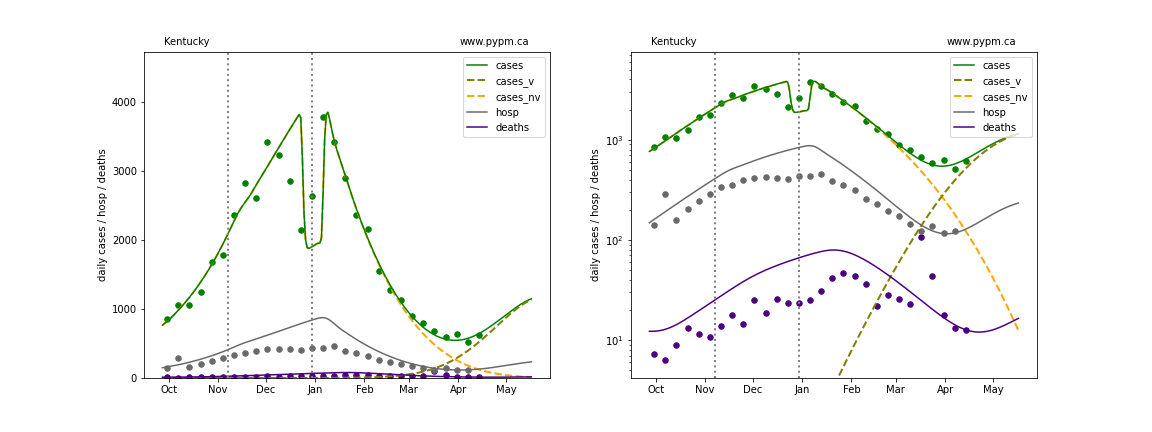 Kentucky www.pypm.ca
cases
cases_v
cases_nv
hosp
deaths
daily cases / hosp / deaths
4000
3000
2000
1000
0
Oct Nov Dec Jan Feb Mar Apr May
Kentucky www.pypm.ca
cases
cases_v
cases_nv
hosp
deaths
daily cases / hosp / deaths
10³
10²
10¹
Oct Nov Dec Jan Feb Mar Apr May